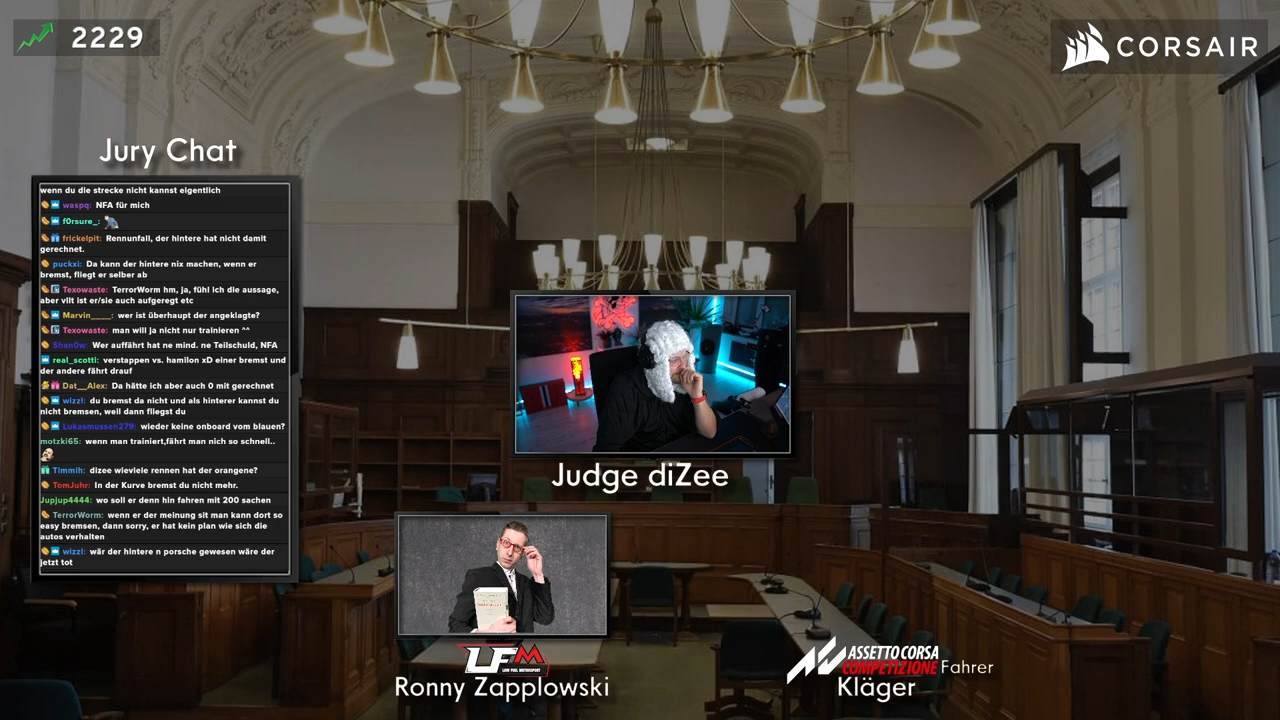 2229
CORSAIR
Jury Chat
wenn du die strecke nicht kannst eigentlich
waspq: NFA für mich
f0rsure_:
frickelpit: Rennunfall, der hintere hat nicht damit
gerechnet.
puckxi: Da kann der hintere nix machen, wenn er
bremst, fliegt er selber ab
Texowaste: TerrorWorm hm, ja, fühl ich die aussage,
aber vllt ist er/sie auch aufgeregt etc
Marvin____: wer ist überhaupt der angeklagte?
Texowaste: man will ja nicht nur trainieren ^^
Shan0w: Wer auffährt hat ne mind. ne Teilschuld, NFA
real_scotti: verstappen vs. hamilon xD einer bremst und
der andere fährt drauf
Dat__Alex: Da hätte ich aber auch 0 mit gerechnet
wizzl: du bremst da nicht und als hinterer kannst du
nicht bremsen, weil dann fliegst du
Lukasmussen279: wieder keine onboard vom blauen?
motzki65: wenn man trainiert,fährt man nich so schnell..
Timmih: dizee wieviele rennen hat der orangene?
TomJuhr: In der Kurve bremst du nicht mehr.
Jupjup4444: wo soll er denn hin fahren mit 200 sachen
TerrorWorm: wenn er der meinung sit man kann dort so
easy bremsen, dann sorry, er hat kein plan wie sich die
autos verhalten
wizzl: wär der hintere n porsche gewesen wäre der
jetzt tot
Judge diZee
LFM
LOW FUEL MOTORSPORT
Ronny Zapplowski
ASSETTO CORSA
COMPETIZIONE Fahrer
Kläger